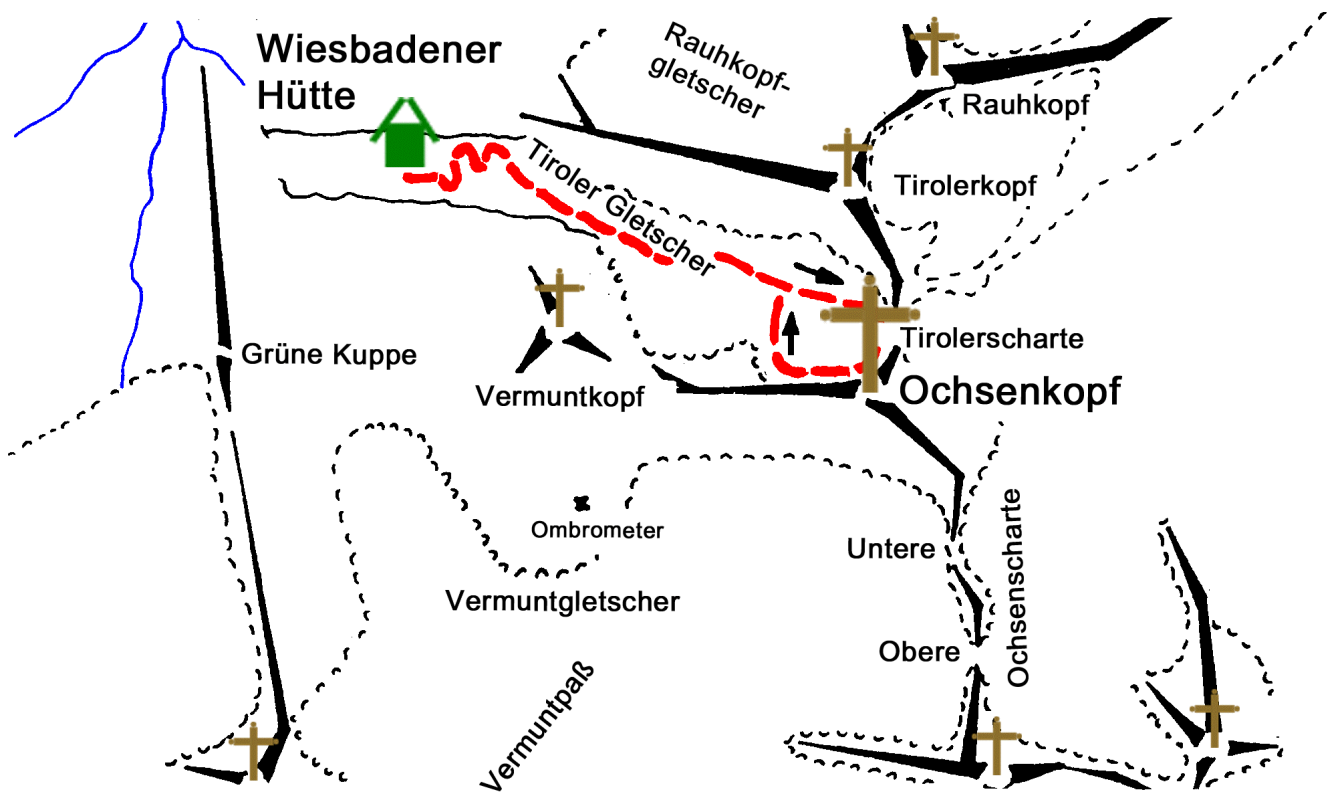 Wiesbadener
Hütte
Rauhkopf-
gletscher
Rauhkopf
Tiroler Gletscher
Tirolerkopf
Grüne Kuppe
Tirolerscharte
Vermuntkopf
Ochsenkopf
Ombrometer
Untere
Ochsenscharte
Vermuntgletscher
Obere
Vermuntpaß